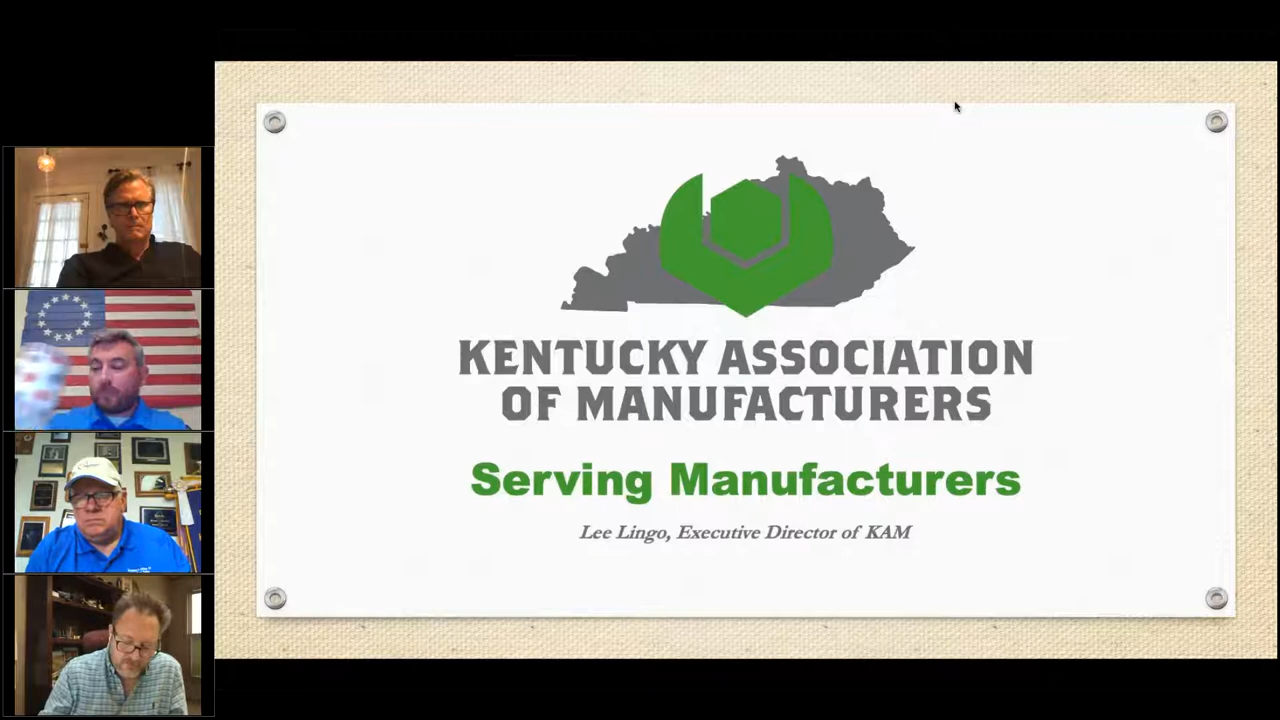 KENTUCKY ASSOCIATION
OF MANUFACTURERS
Serving Manufacturers
Lee Lingo, Executive Director of KAM